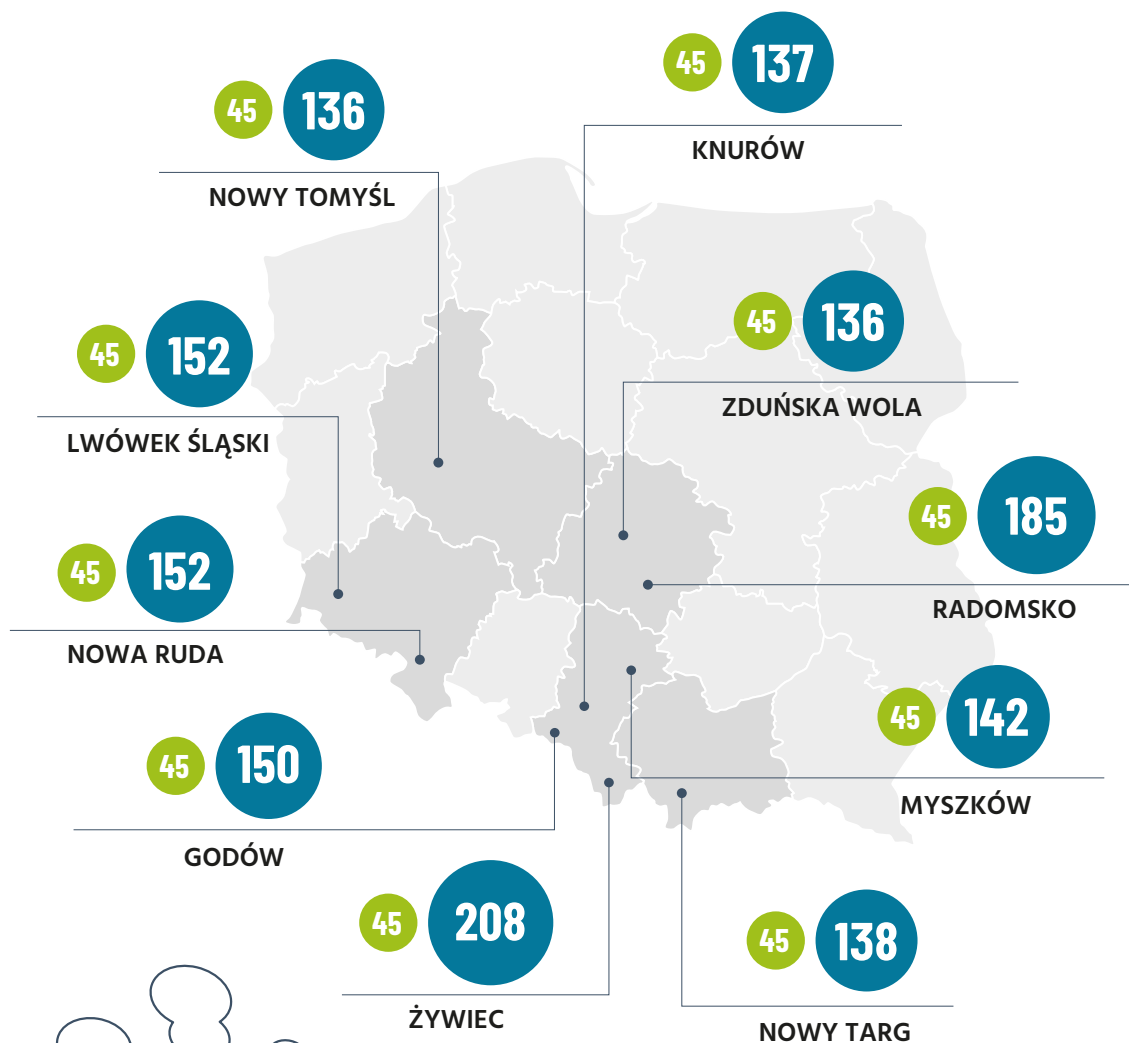 45 137
KNURÓW
45 136
NOWY TOMYŚL
45 136
ZDUŃSKA WOLA
45 152
LWÓWEK ŚLĄSKI
45 185
RADOMSKO
45 152
NOWA RUDA
45 142
MYSZKÓW
45 150
GODÓW
45 208
ŻYWIEC
45 138
NOWY TARG